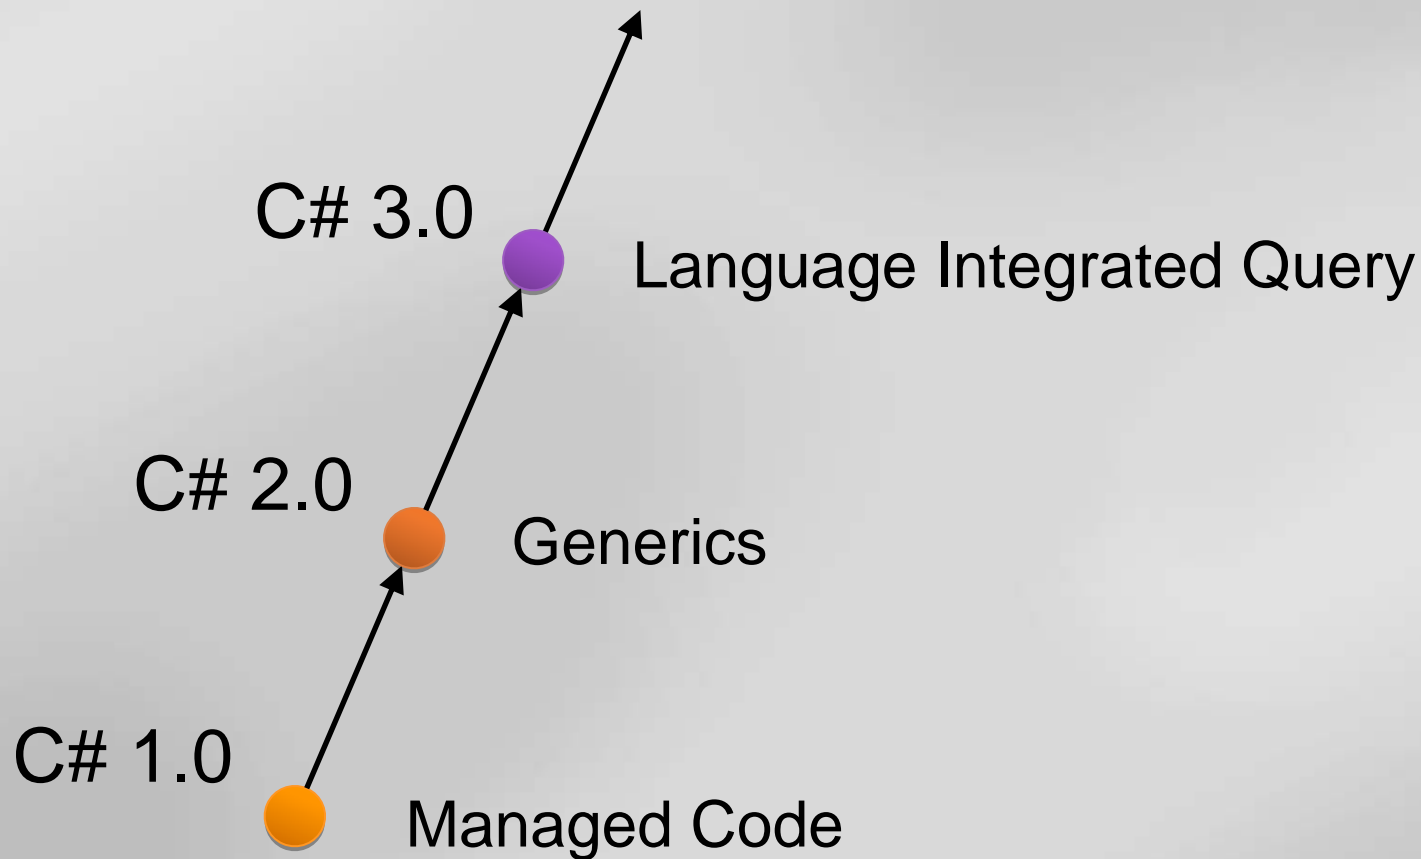 C# 3.0
Language Integrated Query
C# 2.0
Generics
C# 1.0
Managed Code